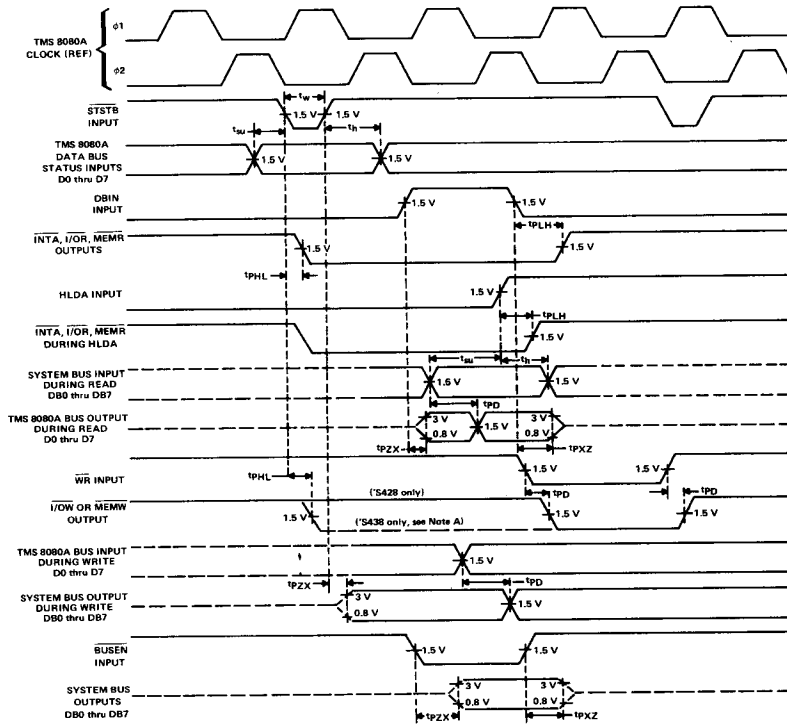 TMS 8080A
CLOCK (REF)
φ1
φ2
STSTB
INPUT
tw
1.5 V
1.5 V
tsu
th
TMS 8080A
DATA BUS
STATUS INPUTS
D0 thru D7
1.5 V
1.5 V
DBIN
INPUT
1.5 V
1.5 V
tPLH
INTA, I/OR, MEMR
OUTPUTS
1.5 V
1.5 V
tPHL
HLDA INPUT
1.5 V
tPLH
INTA, I/OR, MEMR
DURING HLDA
1.5 V
tsu
th
SYSTEM BUS INPUT
DURING READ
DB0 thru DB7
1.5 V
1.5 V
tPD
TMS 8080A BUS OUTPUT
DURING READ
D0 thru D7
3 V
0.8 V
1.5 V
3 V
0.8 V
tPZX
tPXZ
WR INPUT
tPHL
1.5 V
1.5 V
tPD
tPD
I/OW OR MEMW
OUTPUT
('S428 only)
1.5 V
('S438 only, see Note A)
1.5 V
1.5 V
TMS 8080A BUS INPUT
DURING WRITE
D0 thru D7
1.5 V
tPZX
tPD
SYSTEM BUS OUTPUT
DURING WRITE
DB0 thru DB7
3 V
0.8 V
1.5 V
BUSEN
INPUT
1.5 V
1.5 V
SYSTEM BUS
OUTPUTS
DB0 thru DB7
3 V
3 V
0.8 V
0.8 V
tPZX
tPXZ